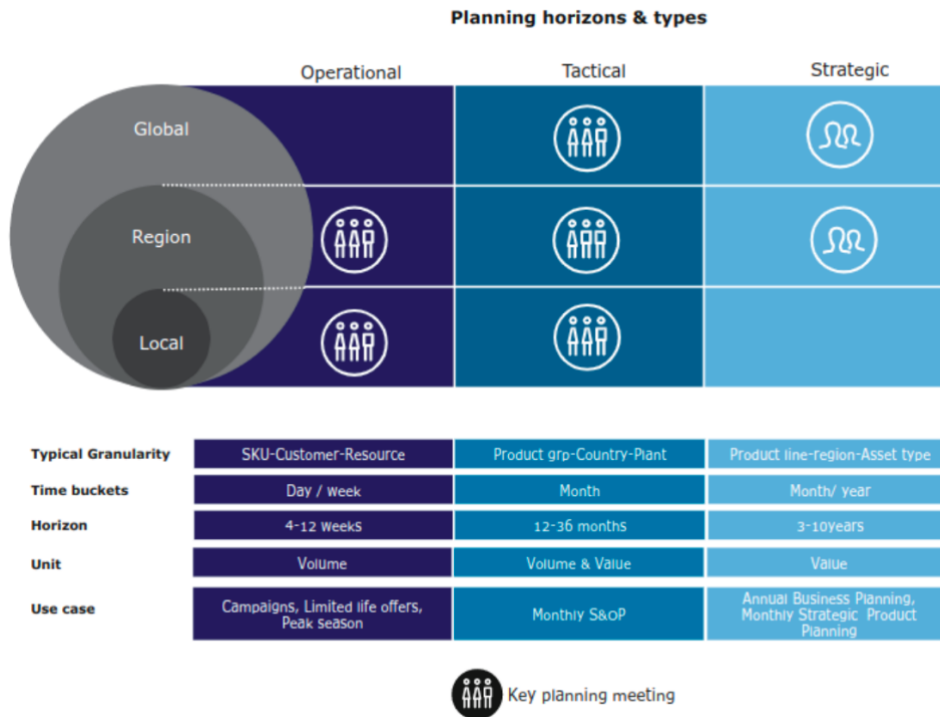 Planning horizons & types
Operational
Tactical
Strategic
Global
Region
Local
Typical Granularity
SKU-Customer-Resource
Product grp-Country-Plant
Product line-region-Asset type
Time buckets
Day / Week
Month
Month/ year
Horizon
4-12 Weeks
12-36 months
3-10years
Unit
Volume
Volume & Value
Value
Use case
Campaigns, Limited life offers,
Peak season
Monthly S&OP
Annual Business Planning,
Monthly Strategic Product
Planning
Key planning meeting